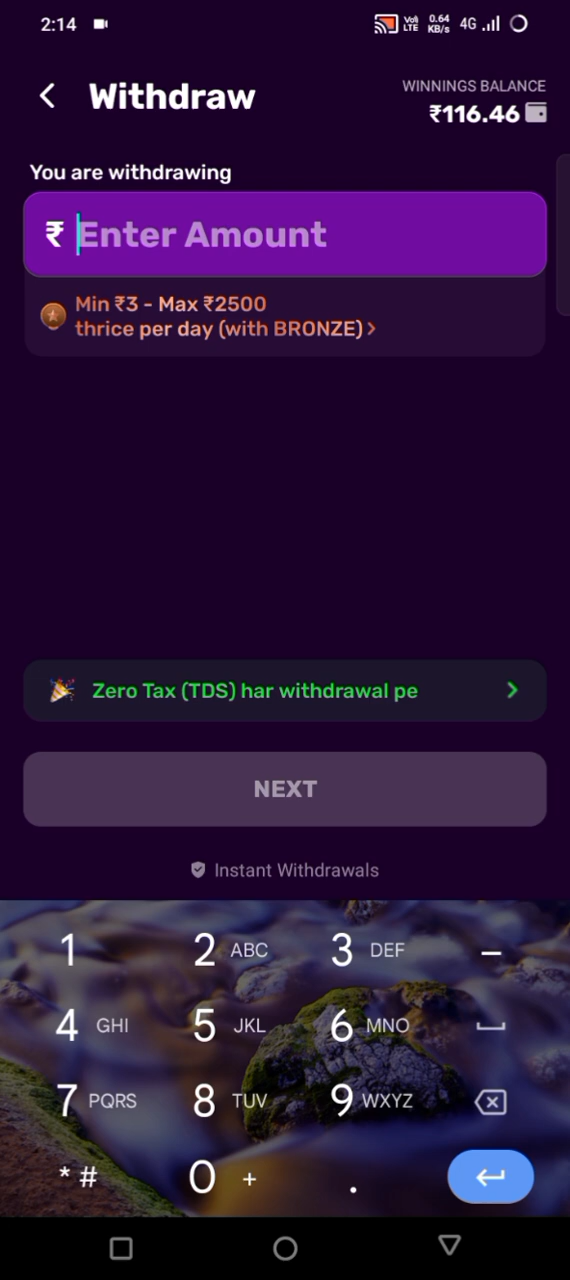 2:14
Voll LTE 0.64 KB/s 4G
Withdraw
WINNINGS BALANCE
₹116.46
You are withdrawing
₹ Enter Amount
Min ₹3 - Max ₹2500
thrice per day (with BRONZE) >
Zero Tax (TDS) har withdrawal pe
NEXT
Instant Withdrawals
1 2 ABC 3 DEF –
4 GHI 5 JKL 6 MNO
7 PQRS 8 TUV 9 WXYZ
* # 0 + .